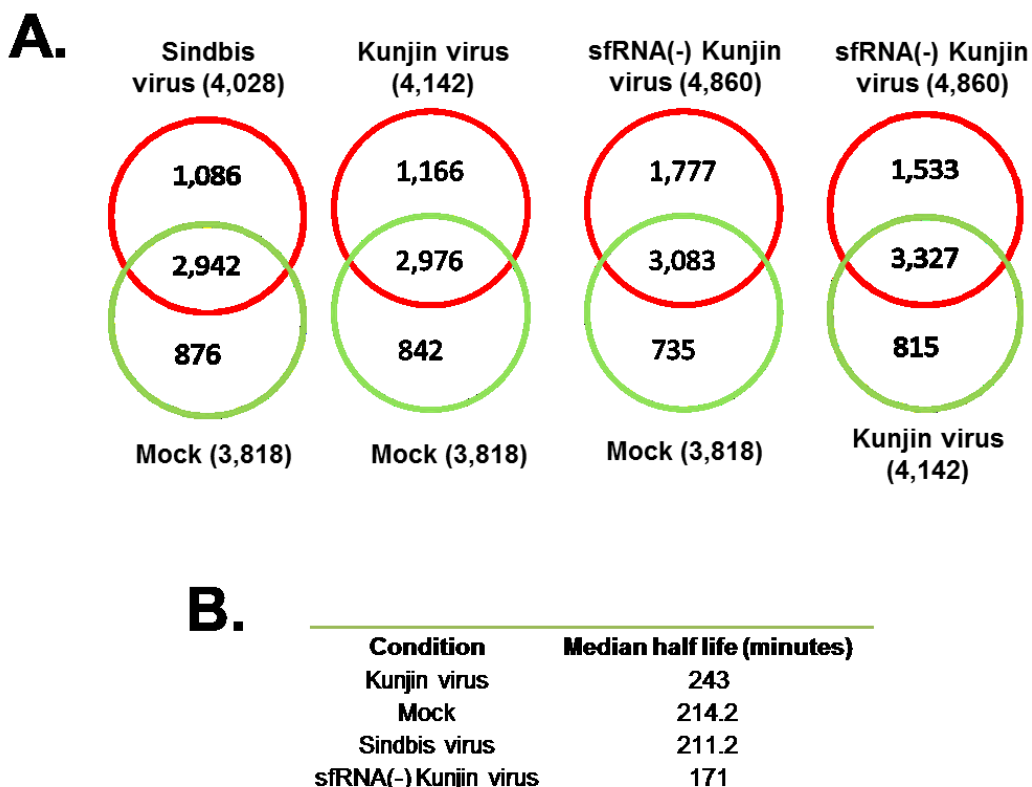 A.
Sindbis
virus (4,028)
Kunjin virus
(4,142)
sfRNA(-) Kunjin
virus (4,860)
sfRNA(-) Kunjin
virus (4,860)
1,086
1,166
1,777
1,533
2,942
2,976
3,083
3,327
876
842
735
815
Mock (3,818)
Mock (3,818)
Mock (3,818)
Kunjin virus
(4,142)
B.
Condition Median half life (minutes)
Kunjin virus 243
Mock 214.2
Sindbis virus 211.2
sfRNA(-) Kunjin virus 171